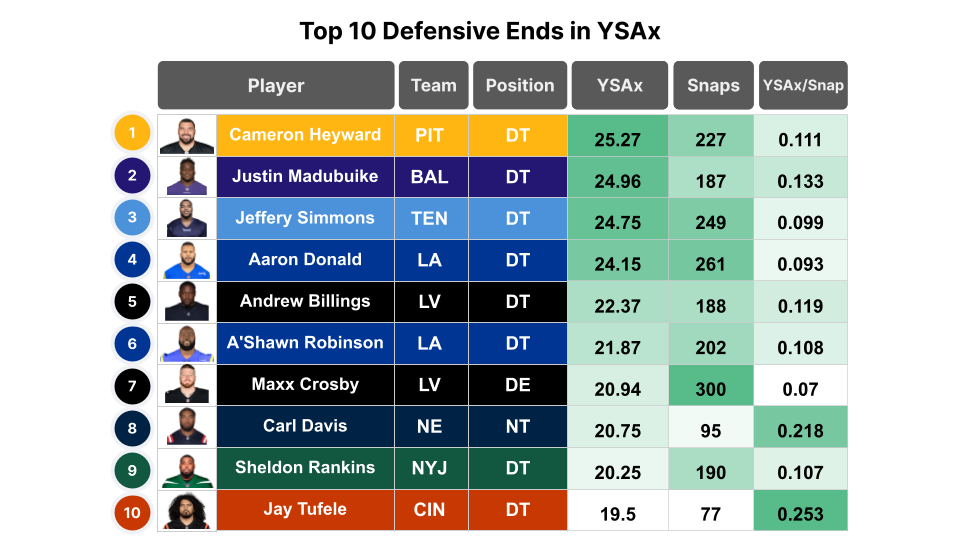 Top 10 Defensive Ends in YSAx
Player Team Position YSAx Snaps YSAx/Snap
1 Cameron Heyward PIT DT 25.27 227 0.111
2 Justin Madubuike BAL DT 24.96 187 0.133
3 Jeffery Simmons TEN DT 24.75 249 0.099
4 Aaron Donald LA DT 24.15 261 0.093
5 Andrew Billings LV DT 22.37 188 0.119
6 A'Shawn Robinson LA DT 21.87 202 0.108
7 Maxx Crosby LV DE 20.94 300 0.07
8 Carl Davis NE NT 20.75 95 0.218
9 Sheldon Rankins NYJ DT 20.25 190 0.107
10 Jay Tufele CIN DT 19.5 77 0.253